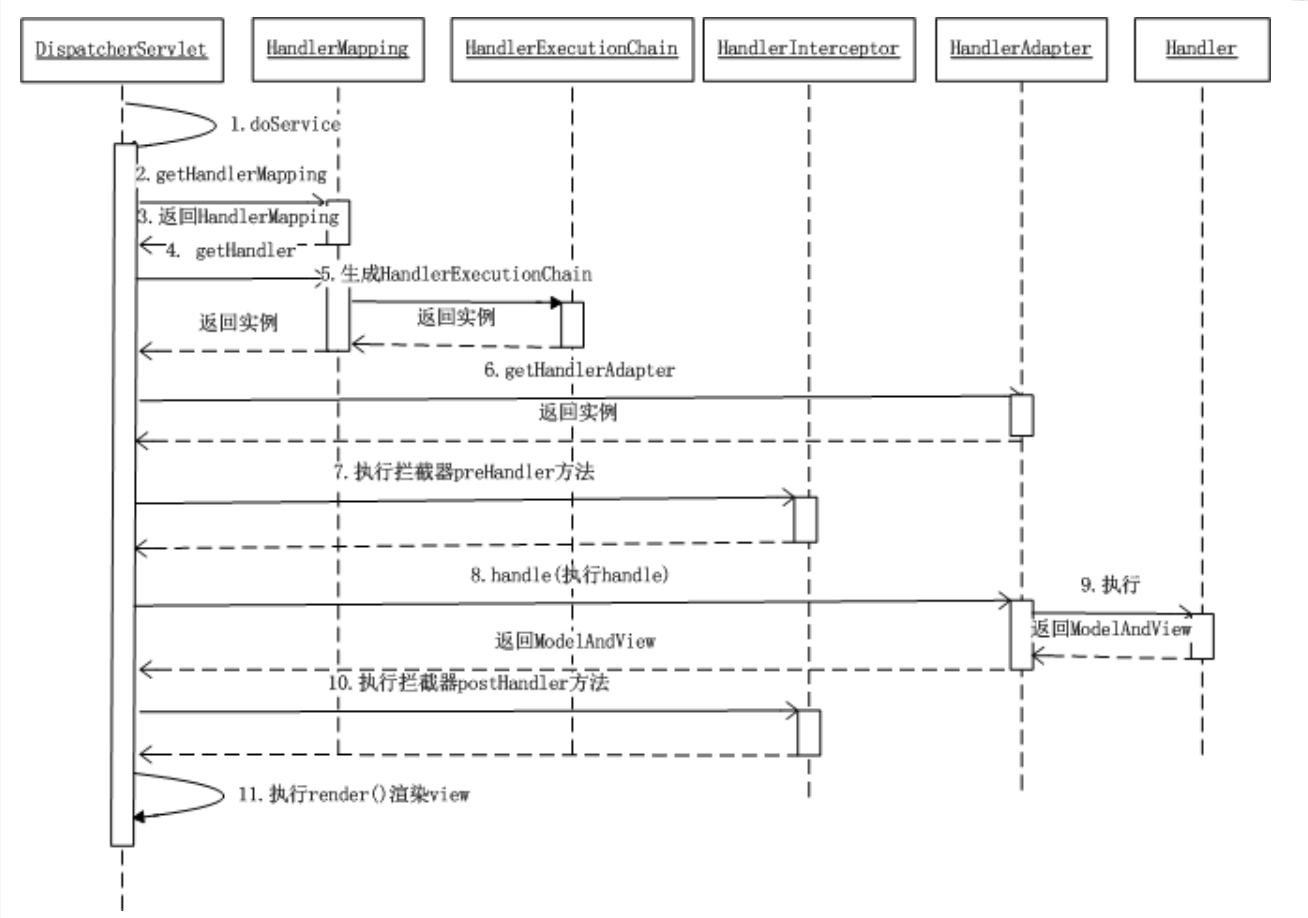 DispatcherServlet
HandlerMapping
HandlerExecutionChain
HandlerInterceptor
HandlerAdapter
Handler
1.doService
2.getHandlerMapping
3.返回HandlerMapping
4. getHandler
5.生成HandlerExecutionChain
返回实例
返回实例
6.getHandlerAdapter
返回实例
7.执行拦截器preHandler方法
8.handle(执行handle)
9.执行
返回ModelAndView
返回ModelAndView
10.执行拦截器postHandler方法
11.执行render()渲染view